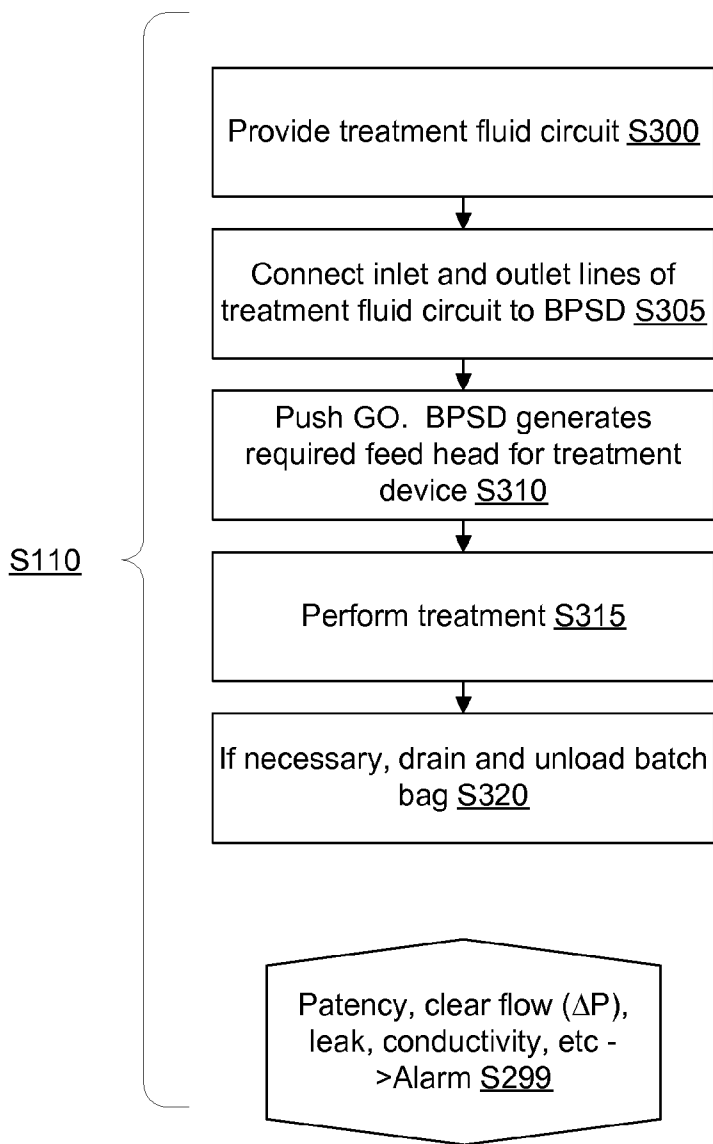 Provide treatment fluid circuit S300
Connect inlet and outlet lines of
treatment fluid circuit to BPSD S305
Push GO.  BPSD generates
required feed head for treatment
device S310
S110
Perform treatment S315
If necessary, drain and unload batch
bag S320
Patency, clear flow (ΔP),
leak, conductivity, etc -
>Alarm S299